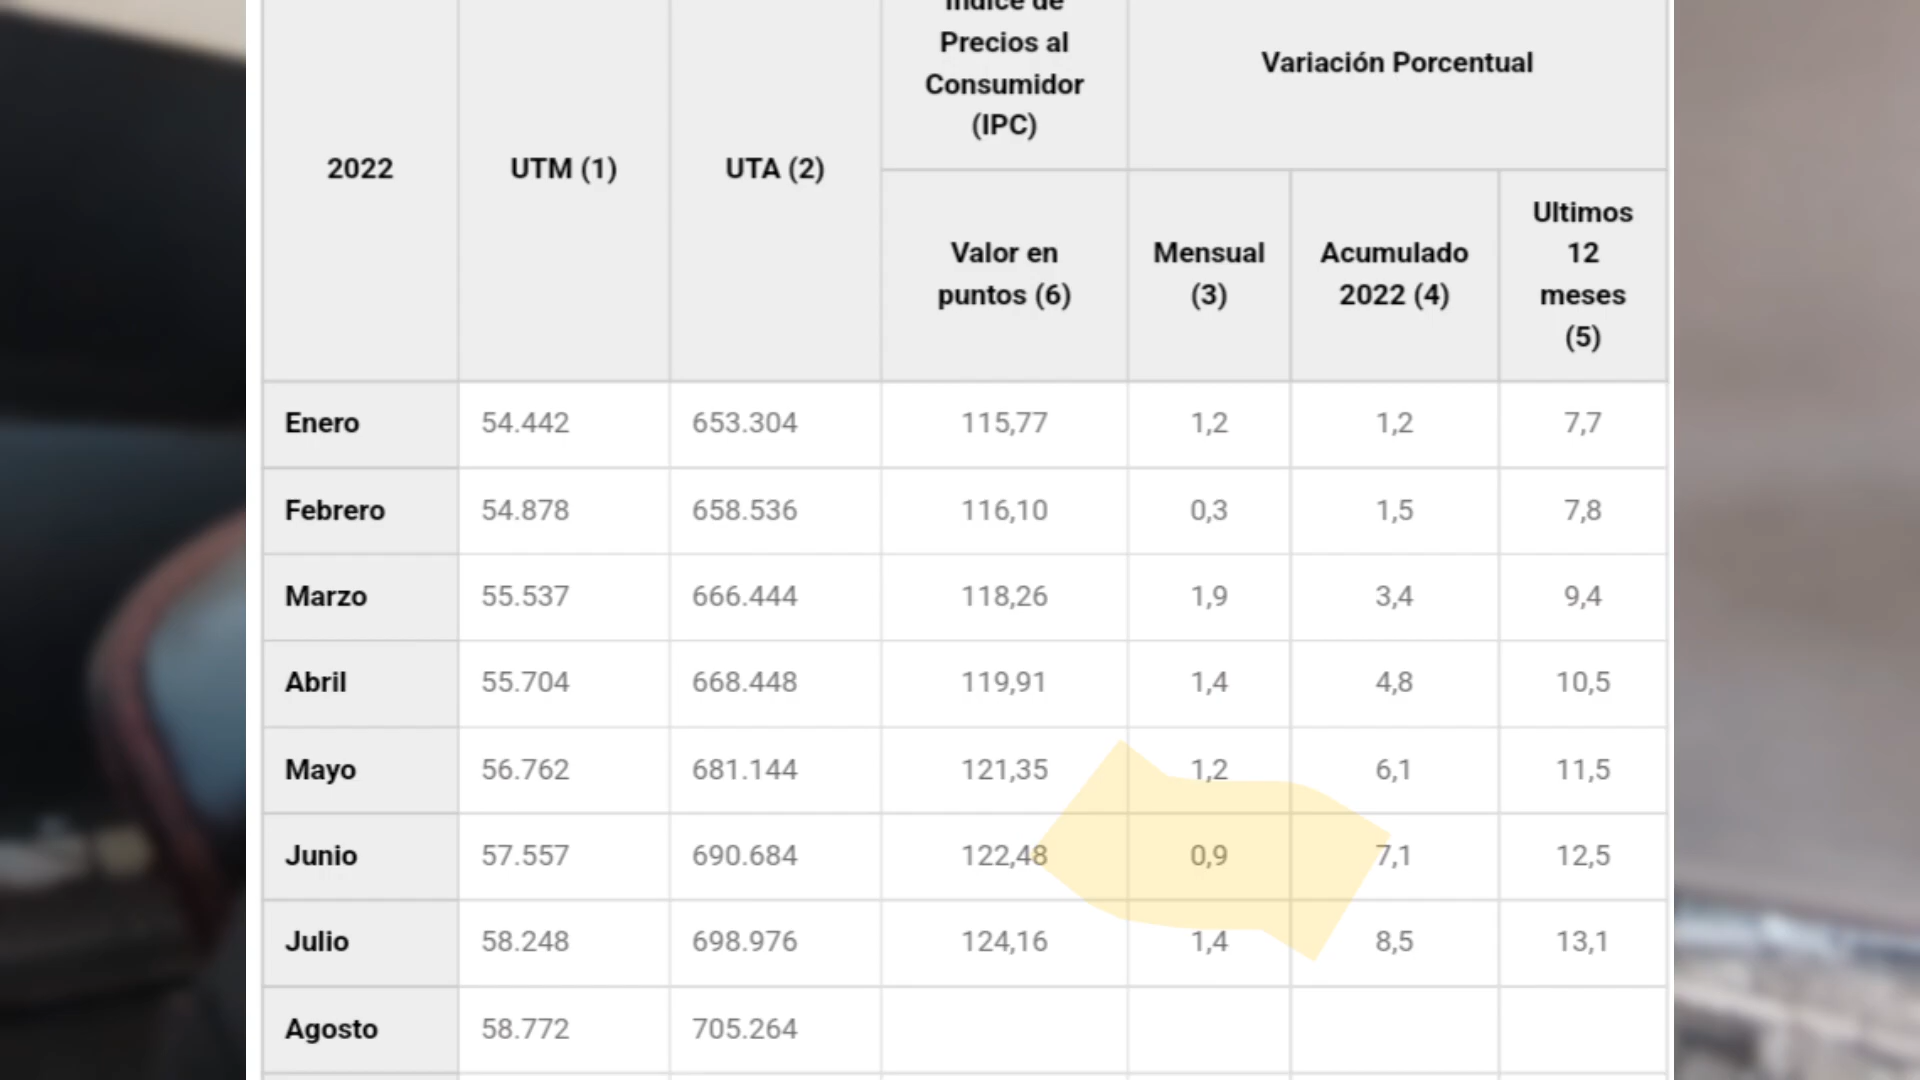 Índice de
Precios al
Consumidor
(IPC)
Variación Porcentual
2022
UTM (1)
UTA (2)
Valor en
puntos (6)
Mensual
(3)
Acumulado
2022 (4)
Ultimos
12
meses
(5)
Enero 54.442 653.304 115,77 1,2 1,2 7,7
Febrero 54.878 658.536 116,10 0,3 1,5 7,8
Marzo 55.537 666.444 118,26 1,9 3,4 9,4
Abril 55.704 668.448 119,91 1,4 4,8 10,5
Mayo 56.762 681.144 121,35 1,2 6,1 11,5
Junio 57.557 690.684 122,48 0,9 7,1 12,5
Julio 58.248 698.976 124,16 1,4 8,5 13,1
Agosto 58.772 705.264